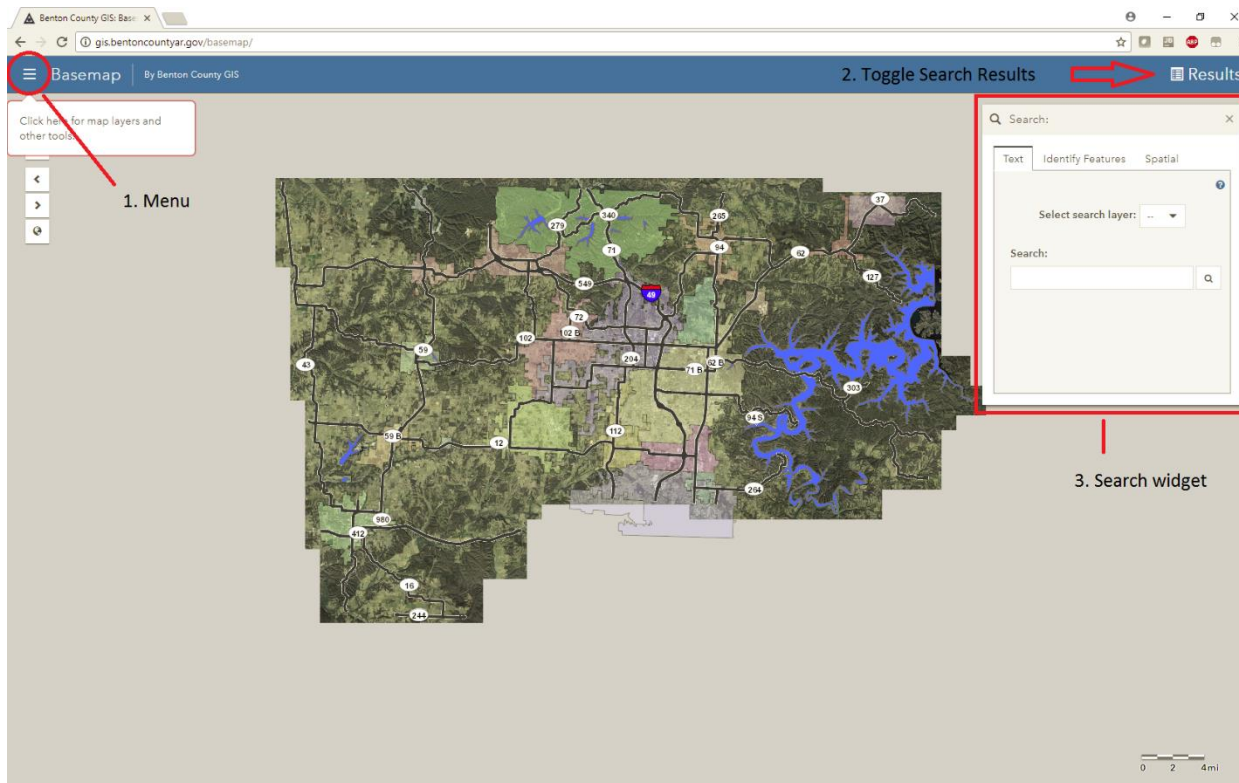 Benton County GIS: Base
gis.bentoncountyar.gov/basemap/
ABP
Basemap
By Benton County GIS
2. Toggle Search Results
Results
Click here for map layers and
other tools.
1. Menu
Search:
Text Identify Features Spatial
Select search layer: --
Search:
3. Search widget
37
340
265
279
71
94
62
127
549
49
72
102 B
102
59
204
62 B
43
71 B
303
94 S
59 B
12
112
264
980
412
16
244
0 2 4mi